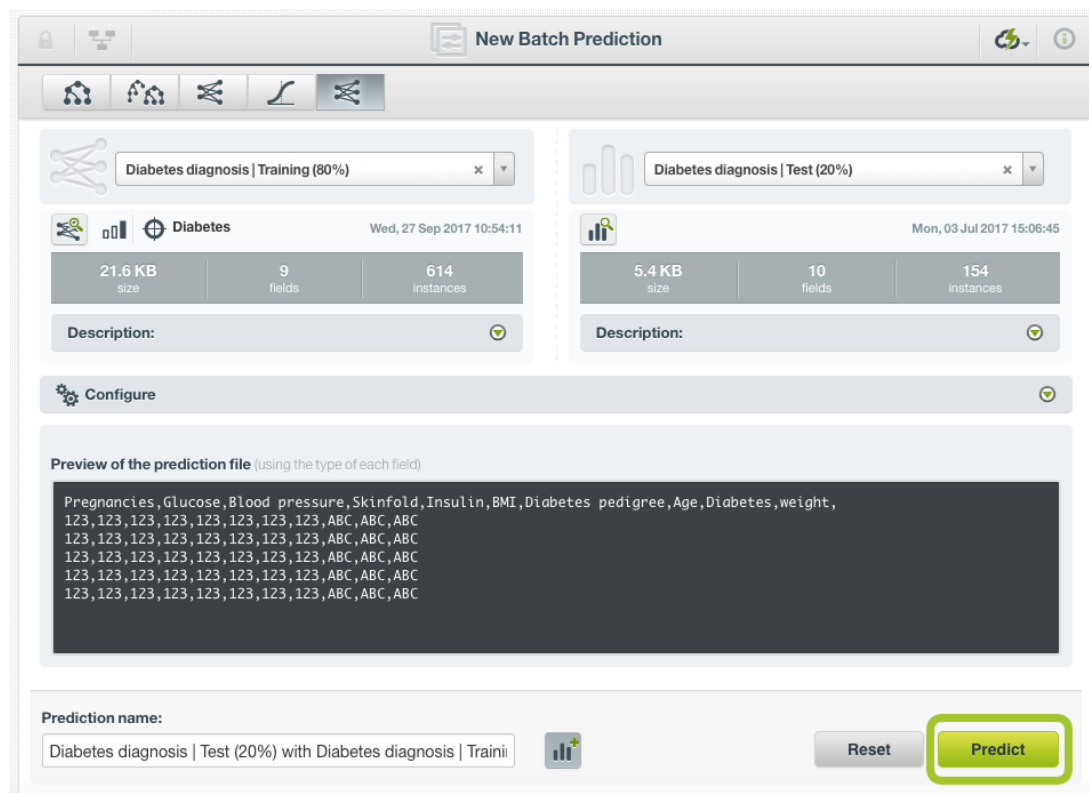 New Batch Prediction
Diabetes diagnosis | Training (80%)
Diabetes diagnosis | Test (20%)
Diabetes
Wed, 27 Sep 2017 10:54:11
Mon, 03 Jul 2017 15:06:45
21.6 KB
9
614
size
fields
instances
5.4 KB
10
154
size
fields
instances
Description:
Description:
Configure
Preview of the prediction file (using the type of each field)
Pregnancies,Glucose,Blood pressure,Skinfold,Insulin,BMI,Diabetes pedigree,Age,Diabetes,weight,
123,123,123,123,123,123,123,123,ABC,ABC,ABC
123,123,123,123,123,123,123,123,ABC,ABC,ABC
123,123,123,123,123,123,123,123,ABC,ABC,ABC
123,123,123,123,123,123,123,123,ABC,ABC,ABC
123,123,123,123,123,123,123,123,ABC,ABC,ABC
Prediction name:
Diabetes diagnosis | Test (20%) with Diabetes diagnosis | Traini
Reset
Predict